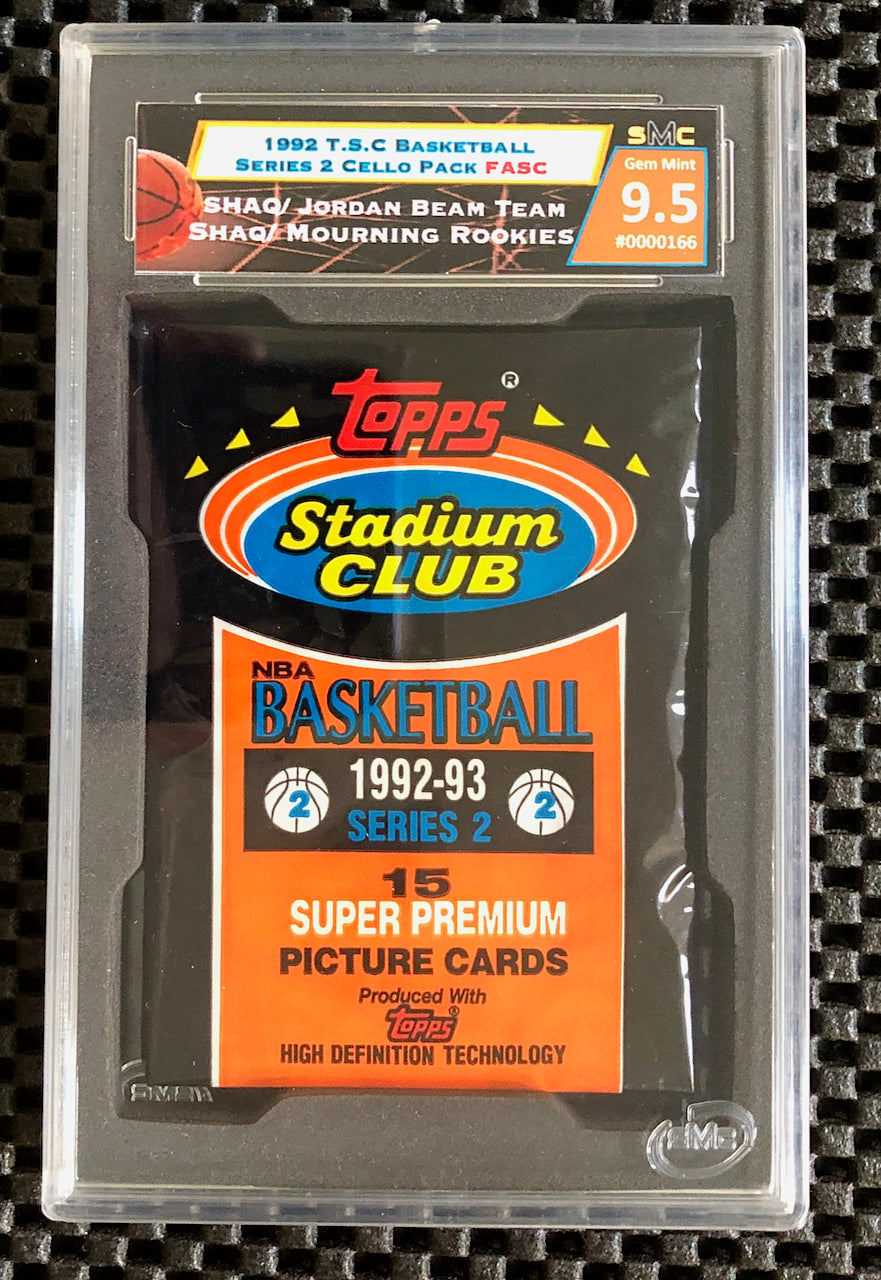 1992 T.S.C BASKETBALL
SERIES 2 CELLO PACK FASC
SHAQ/ JORDAN BEAM TEAM
SHAQ/ MOURNING ROOKIES
SMC
Gem Mint
9.5
#0000166
TOPPS ®
Stadium
CLUB
NBA
BASKETBALL
2 1992-93 2
SERIES 2
15
SUPER PREMIUM
PICTURE CARDS
Produced With
TOPPS®
HIGH DEFINITION TECHNOLOGY
SMC